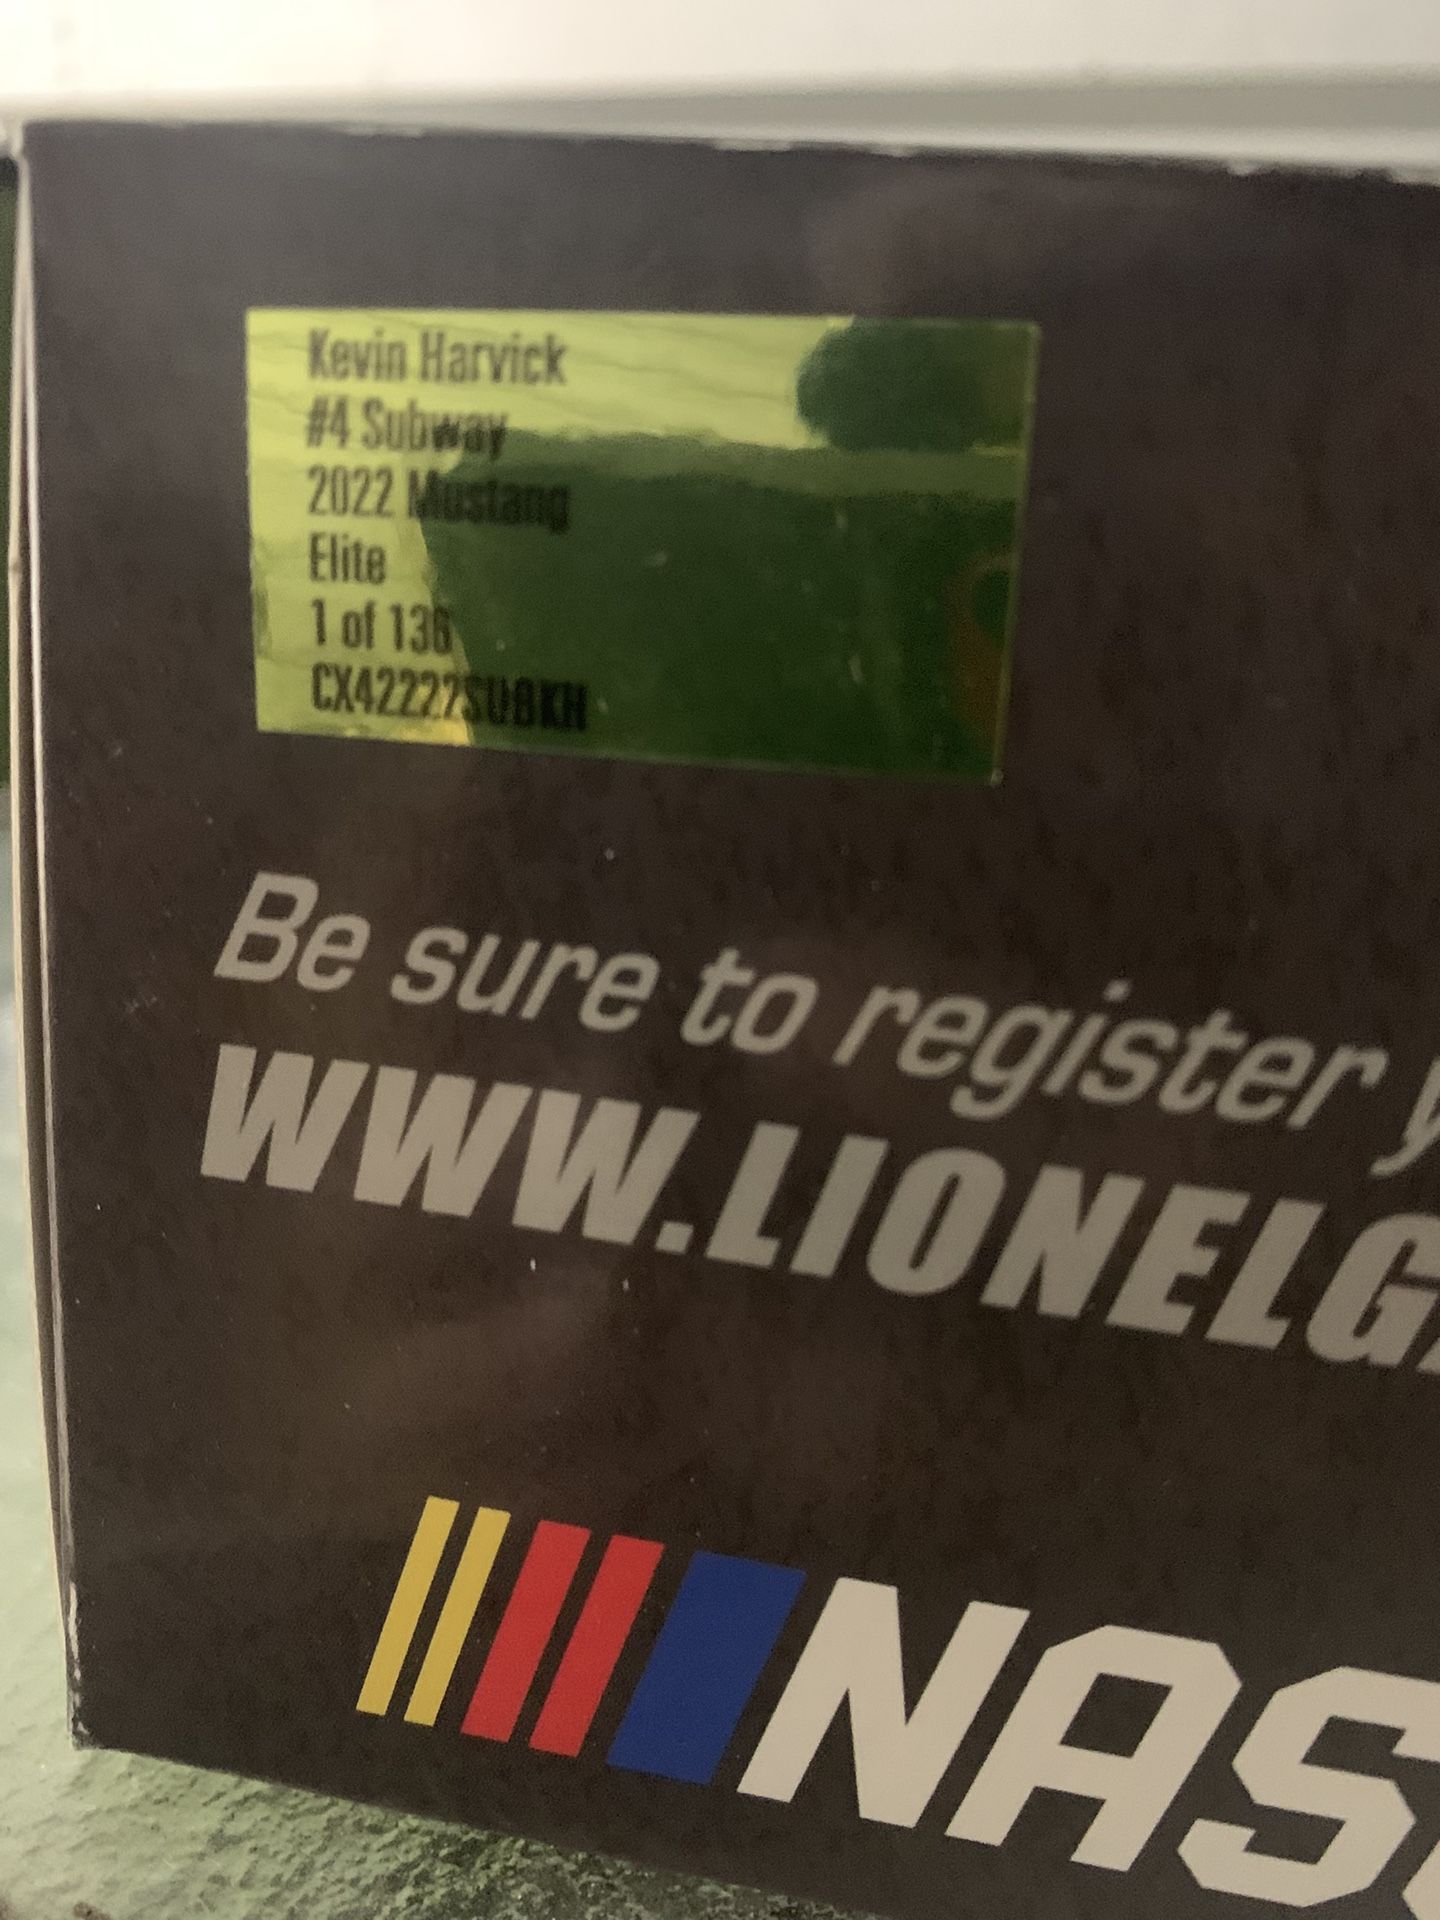 Kevin Harvick
#4 Subway
2022 Mustang
Elite
1 of 136
CX42222SUBKH
Be sure to register
WWW.LIONELG
NAS